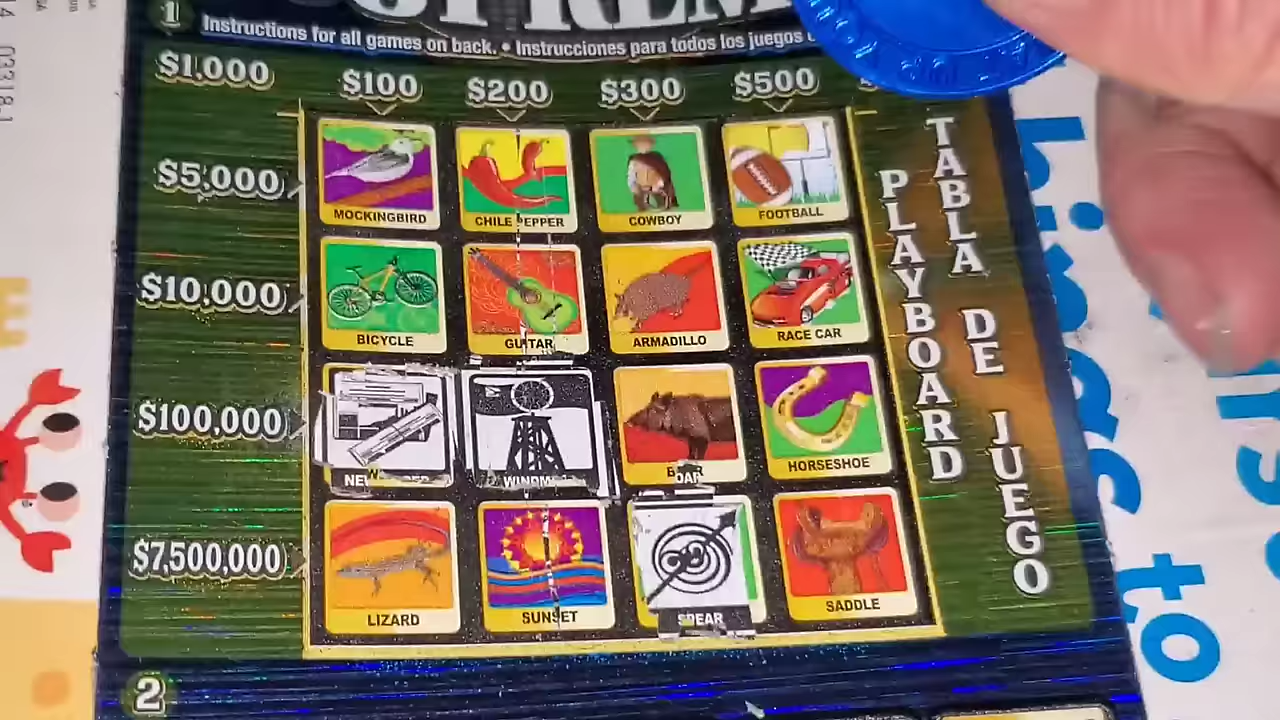 1
Instructions for all games on back. • Instrucciones para todos los juegos
$1,000
$100
$200
$300
$500
$5,000
MOCKINGBIRD
CHILE PEPPER
COWBOY
FOOTBALL
$10,000
BICYCLE
GUITAR
ARMADILLO
RACE CAR
$100,000
HORSESHOE
$7,500,000
LIZARD
SUNSET
SPEAR
SADDLE
PLAYBOARD
TABLA DE JUEGO
2